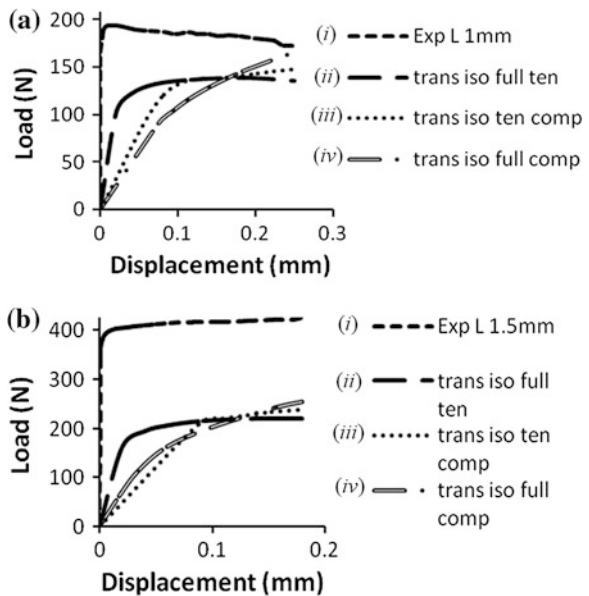 (a)
200
150
100
50
0
Load (N)
0 0.1 0.2 0.3
Displacement (mm)
(i) Exp L 1mm
(ii) trans iso full ten
(iii) trans iso ten comp
(iv) trans iso full comp
(b)
400
300
200
100
0
Load (N)
0 0.1 0.2
Displacement (mm)
(i) Exp L 1.5mm
(ii) trans iso full
ten
(iii) trans iso ten
comp
(iv) trans iso full
comp